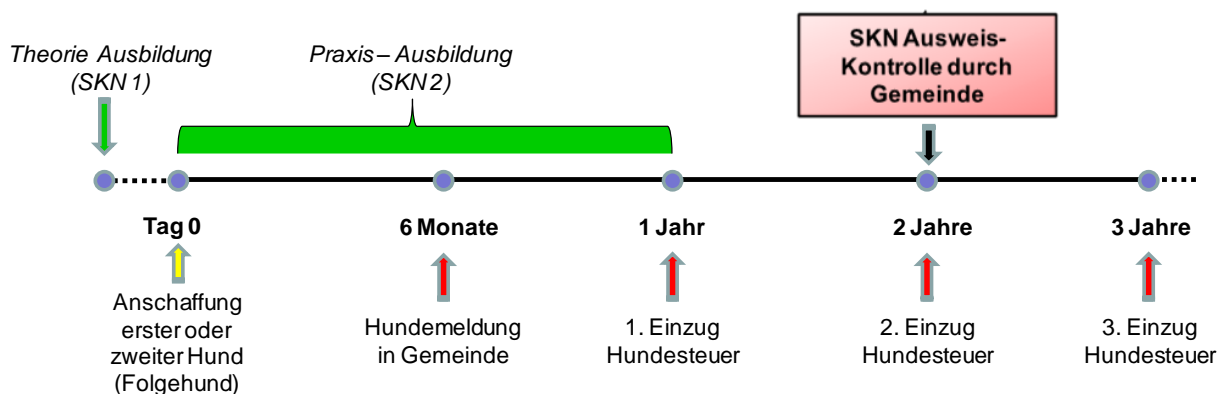 Theorie Ausbildung
(SKN 1)
Praxis – Ausbildung
(SKN 2)
SKN Ausweis-
Kontrolle durch
Gemeinde
Tag 0
6 Monate
1 Jahr
2 Jahre
3 Jahre
Anschaffung
erster oder
zweiter Hund
(Folgehund)
Hundemeldung
in Gemeinde
1. Einzug
Hundesteuer
2. Einzug
Hundesteuer
3. Einzug
Hundesteuer